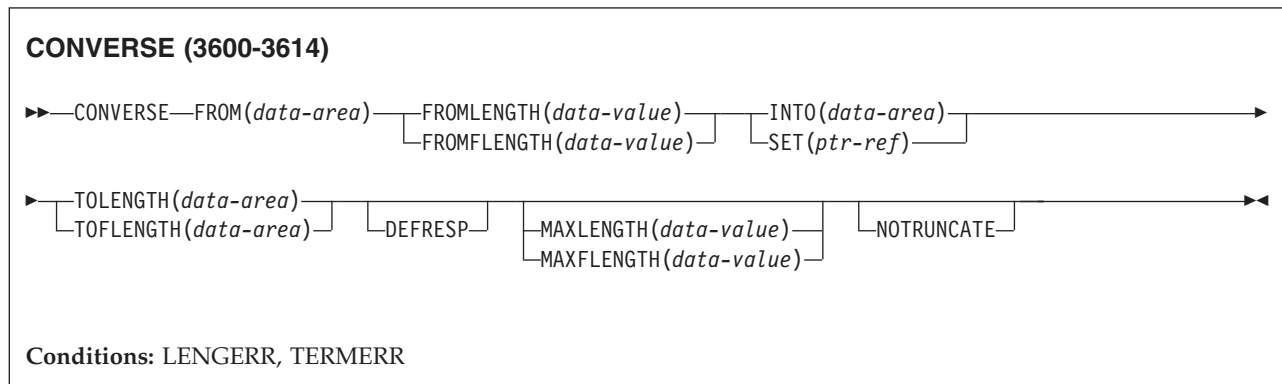 CONVERSE (3600-3614)
CONVERSE FROM(data-area) FROMLENGTH(data-value) INTO(data-area)
FROMFLENGTH(data-value) SET(ptr-ref)
TOLENGTH(data-area)
TOFLENGTH(data-area) DEFRESP MAXLENGTH(data-value) NOTRUNCATE
MAXFLENGTH(data-value)
Conditions: LENGERR, TERMERR